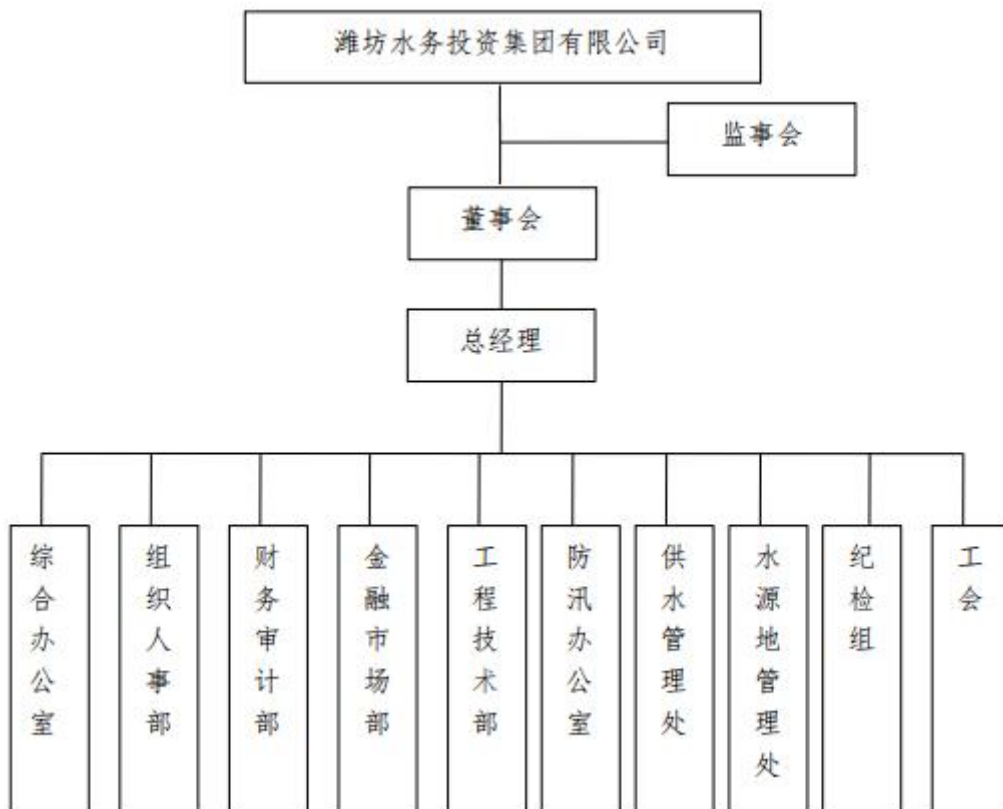 潍坊水务投资集团有限公司
监事会
董事会
总经理
综合办公室
组织人事部
财务审计部
金融市场部
工程技术部
防汛办公室
供水管理处
水源地管理处
纪检组
工会